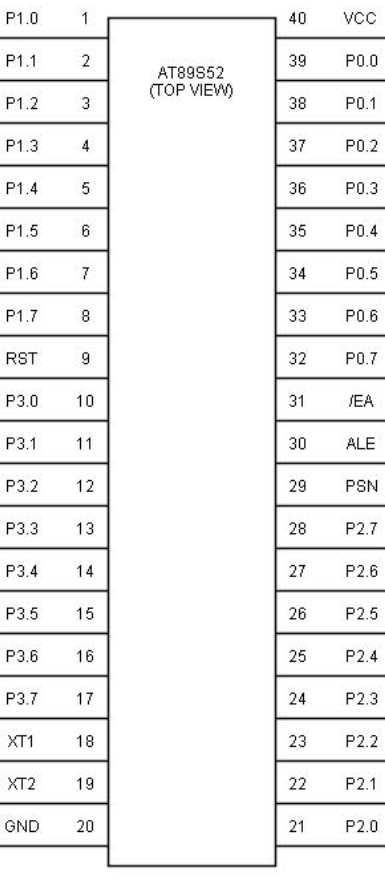 P1.0 1 40 VCC
P1.1 2 39 P0.0
AT89S52
(TOP VIEW)
P1.2 3 38 P0.1
P1.3 4 37 P0.2
P1.4 5 36 P0.3
P1.5 6 35 P0.4
P1.6 7 34 P0.5
P1.7 8 33 P0.6
RST 9 32 P0.7
P3.0 10 31 /EA
P3.1 11 30 ALE
P3.2 12 29 PSN
P3.3 13 28 P2.7
P3.4 14 27 P2.6
P3.5 15 26 P2.5
P3.6 16 25 P2.4
P3.7 17 24 P2.3
XT1 18 23 P2.2
XT2 19 22 P2.1
GND 20 21 P2.0